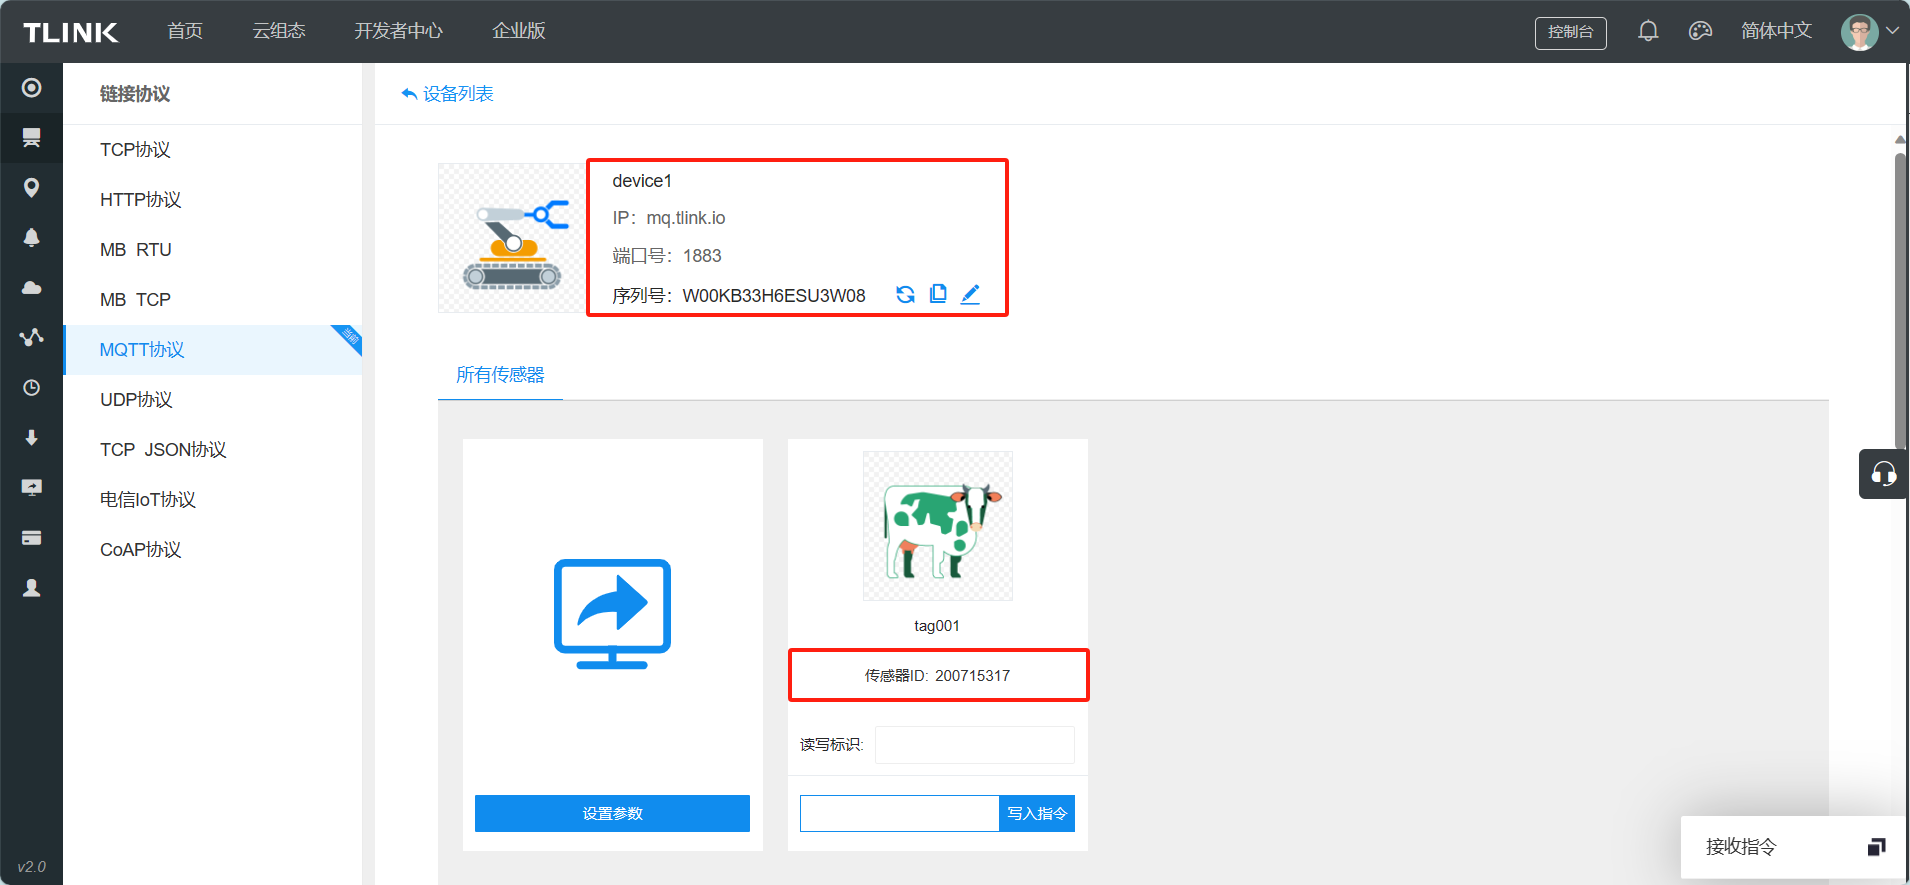 TLINK 首页 云组态 开发者中心 企业版 控制台 简体中文
链接协议
TCP协议
HTTP协议
MB RTU
MB TCP
MQTT协议
当前
UDP协议
TCP JSON协议
电信IoT协议
CoAP协议
v2.0
设备列表
device1
IP：mq.tlink.io
端口号：1883
序列号：W00KB33H6ESU3W08
所有传感器
设置参数
tag001
传感器ID: 200715317
读写标识:
写入指令
接收指令